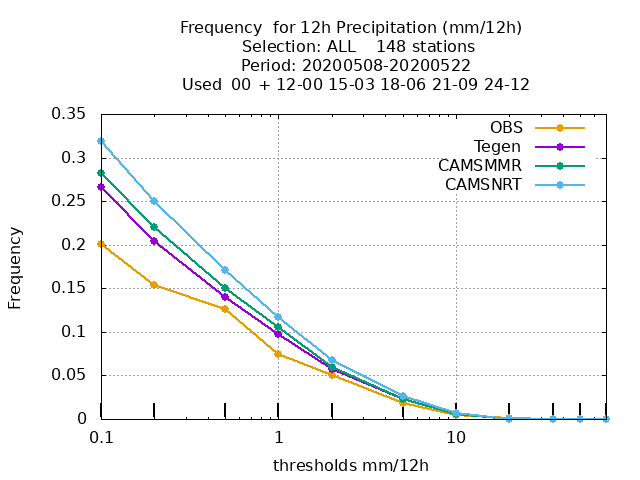 Frequency  for 12h Precipitation (mm/12h)
Selection: ALL    148 stations
Period: 20200508-20200522
Used  00  + 12-00 15-03 18-06 21-09 24-12
OBS
Tegen
CAMSMMR
CAMSNRT
0.35
0.3
0.25
0.2
0.15
0.1
0.05
0
Frequency
0.1 1 10
thresholds mm/12h